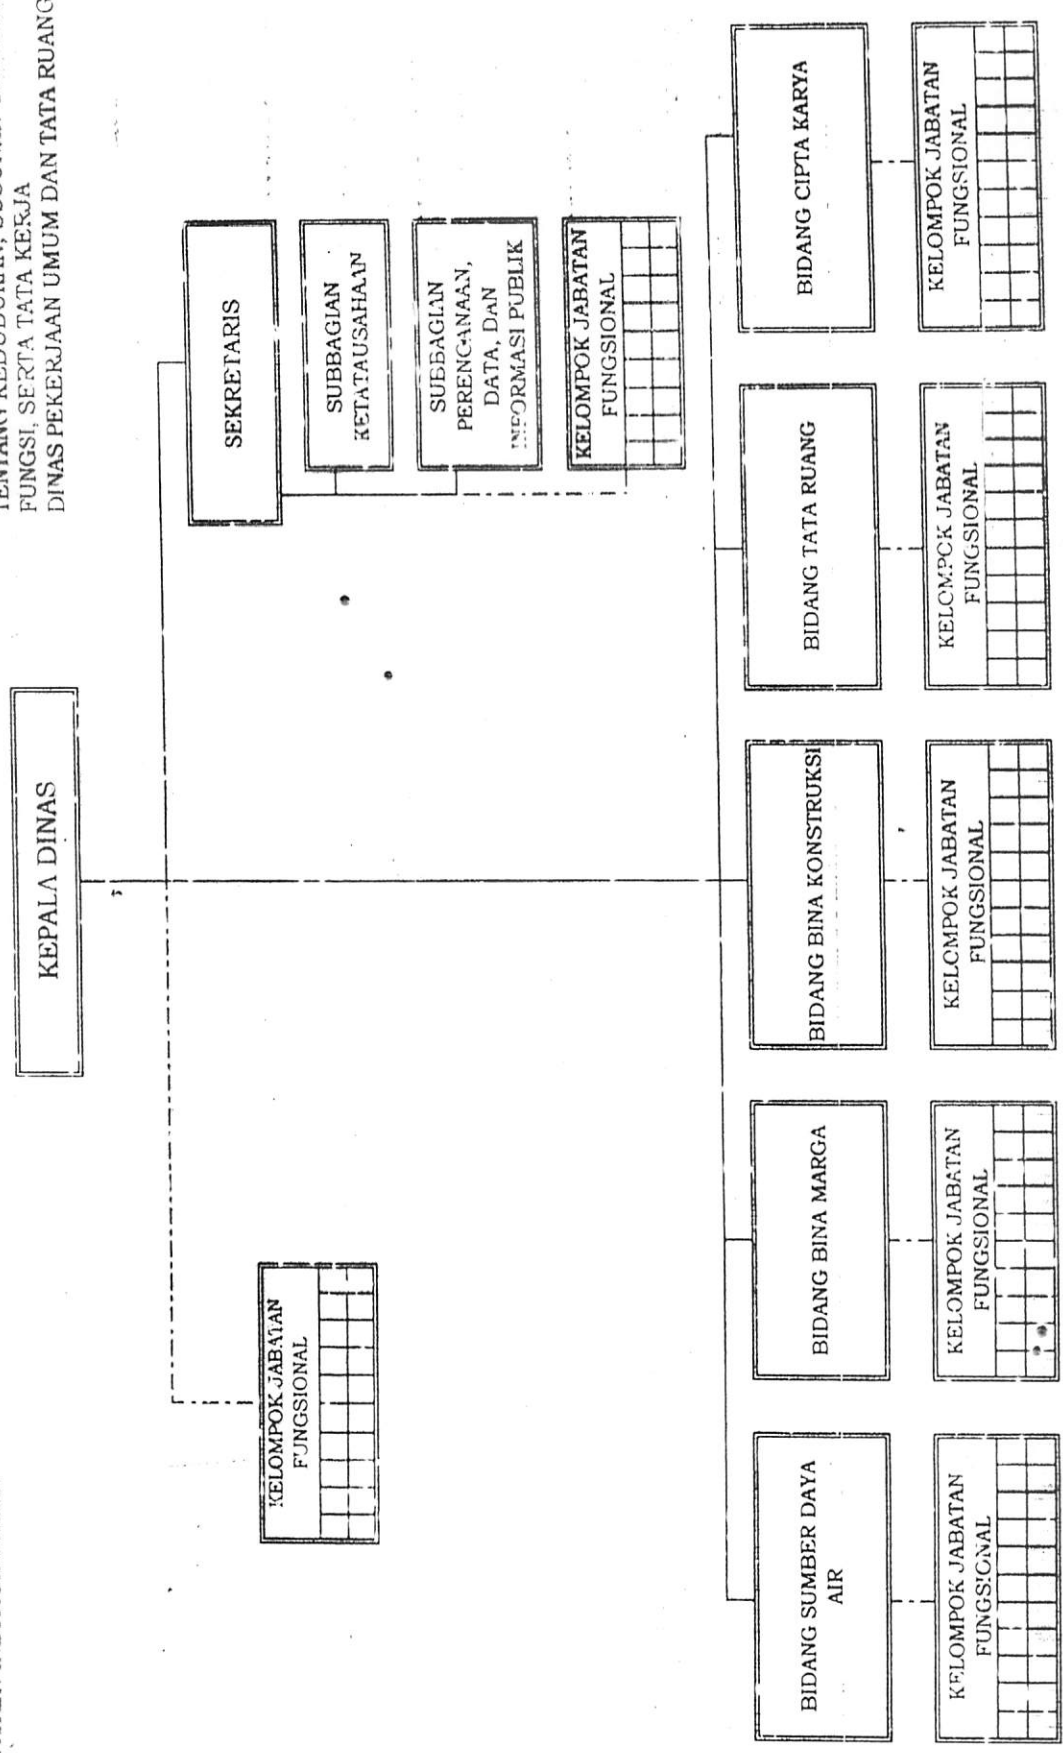 FUNGSI, SERTA TATA KERJA
DINAS PEKERJAAN UMUM DAN TATA RUANG
KEPALA DINAS
SEKRETARIS
SUBBAGIAN
KETATAUSAHAAN
SUBBAGIAN
PERENCANAAN,
DATA, DAN
INFORMASI PUBLIK
KELOMPOK JABATAN
FUNGSIONAL
KELOMPOK JABATAN
FUNGSIONAL
BIDANG SUMBER DAYA
AIR
BIDANG BINA MARGA
BIDANG BINA KONSTRUKSI
BIDANG TATA RUANG
BIDANG CIPTA KARYA
KELOMPOK JABATAN
FUNGSIONAL
KELOMPOK JABATAN
FUNGSIONAL
KELOMPOK JABATAN
FUNGSIONAL
KELOMPOK JABATAN
FUNGSIONAL
KELOMPOK JABATAN
FUNGSIONAL